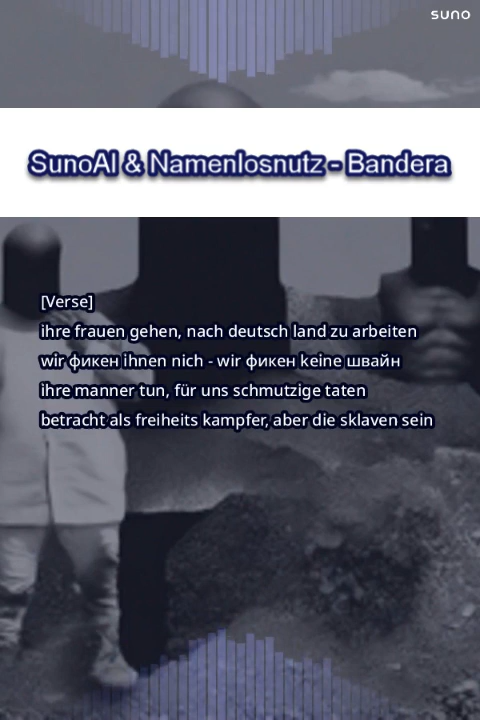 suno
SunoAI & Namenlosnutz - Bandera
[Verse]
ihre frauen gehen, nach deutsch land zu arbeiten
wir фикен ihnen nich - wir фикен keine швайн
ihre manner tun, für uns schmutzige taten
betracht als freiheits kampfer, aber die sklaven sein